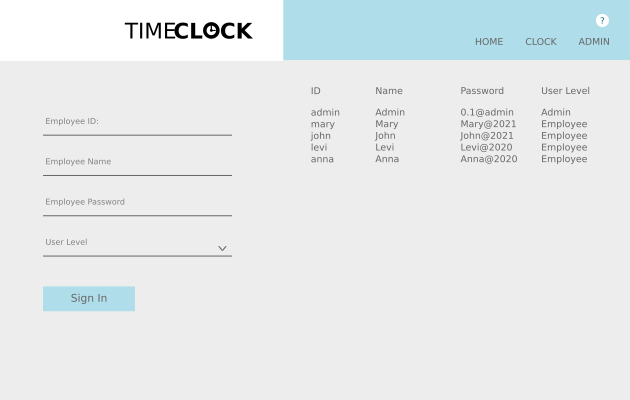 TIMECLOCK
?
HOME CLOCK ADMIN
Employee ID:
Employee Name
Employee Password
User Level
Sign In
ID Name Password User Level
admin Admin 0.1@admin Admin
mary Mary Mary@2021 Employee
john John John@2021 Employee
levi Levi Levi@2020 Employee
anna Anna Anna@2020 Employee